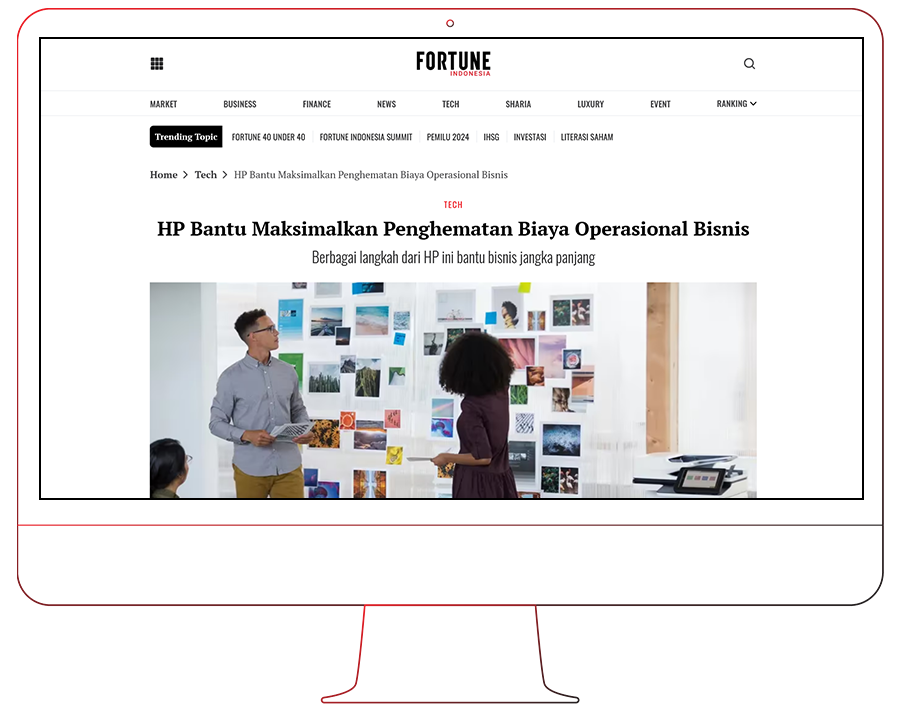 FORTUNE
INDONESIA
MARKET BUSINESS FINANCE NEWS TECH SHARIA LUXURY EVENT RANKING
Trending Topic FORTUNE 40 UNDER 40 FORTUNE INDONESIA SUMMIT PEMILU 2024 IHSG INVESTASI LITERASI SAHAM
Home > Tech > HP Bantu Maksimalkan Penghematan Biaya Operasional Bisnis
TECH
HP Bantu Maksimalkan Penghematan Biaya Operasional Bisnis
Berbagai langkah dari HP ini bantu bisnis jangka panjang